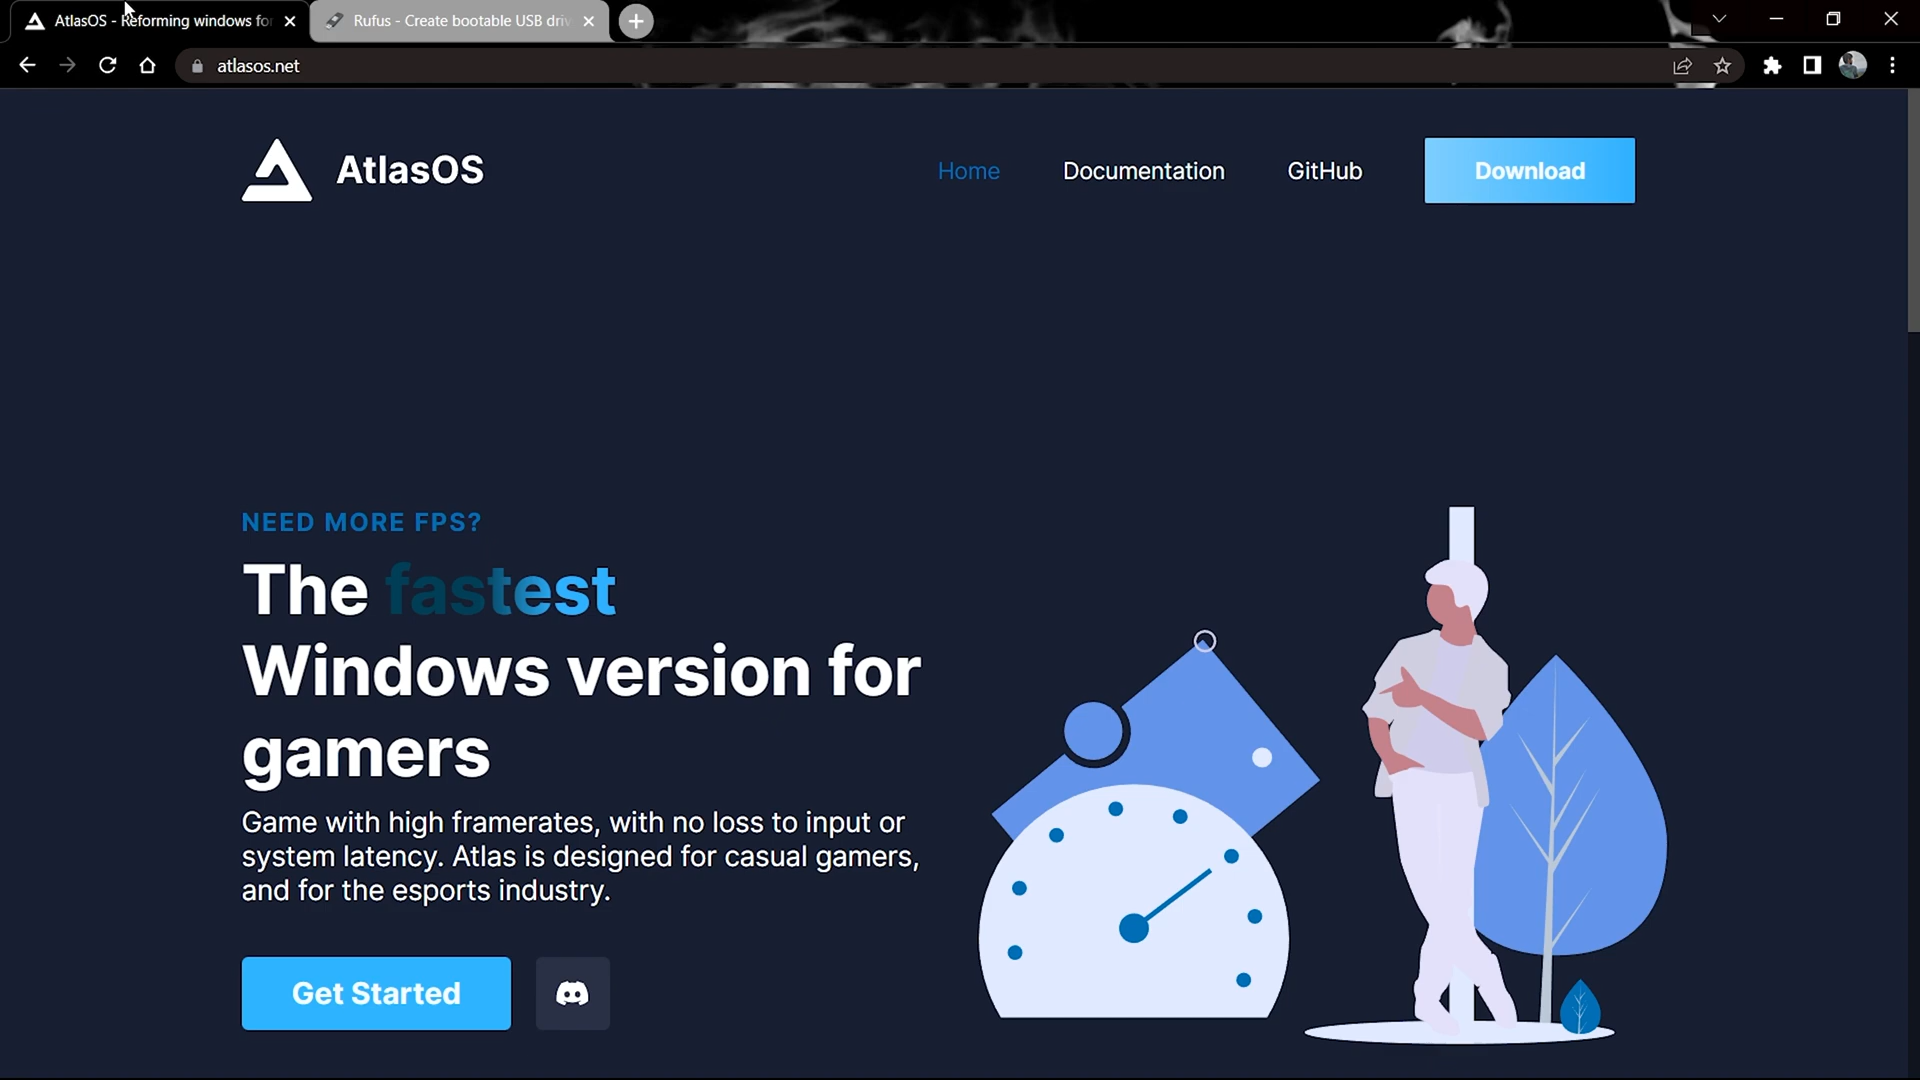 AtlasOS - Reforming windows for
Rufus - Create bootable USB driv
atlasos.net
AtlasOS
Home
Documentation
GitHub
Download
NEED MORE FPS?
The fastest
Windows version for
gamers
Game with high framerates, with no loss to input or
system latency. Atlas is designed for casual gamers,
and for the esports industry.
Get Started